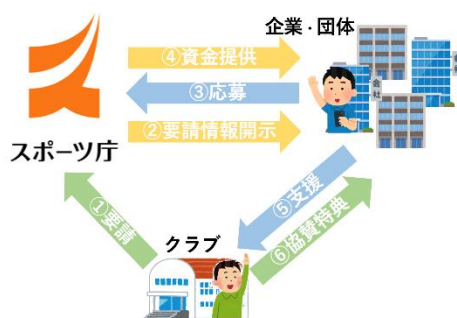 企業・団体
④資金提供
③応募
②要請情報開示
会社
スポーツ庁
①要請
クラブ
⑤支援
⑥協賛特典